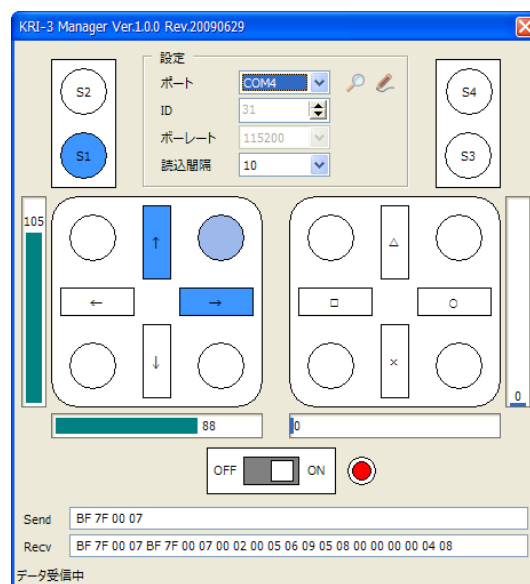 KRI-3 Manager Ver.1.0.0 Rev.20090629
設定
S2
ポート
COM4
S4
ID
31
ボーレート
115200
S1
S3
読込間隔
10
105
↑
△
←
→
□
○
↓
×
0
88
0
OFF
ON
Send
BF 7F 00 07
Recv
BF 7F 00 07 BF 7F 00 07 00 02 00 05 06 09 05 08 00 00 00 00 04 08
データ受信中